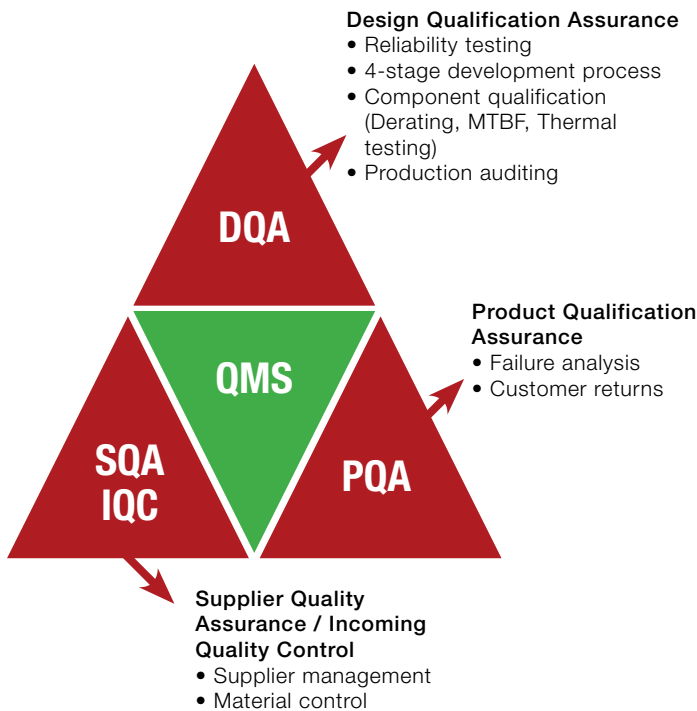 Design Qualification Assurance
• Reliability testing
• 4-stage development process
• Component qualification
(Derating, MTBF, Thermal
testing)
• Production auditing
DQA
Product Qualification
Assurance
• Failure analysis
• Customer returns
QMS
SQA
IQC
PQA
Supplier Quality
Assurance / Incoming
Quality Control
• Supplier management
• Material control